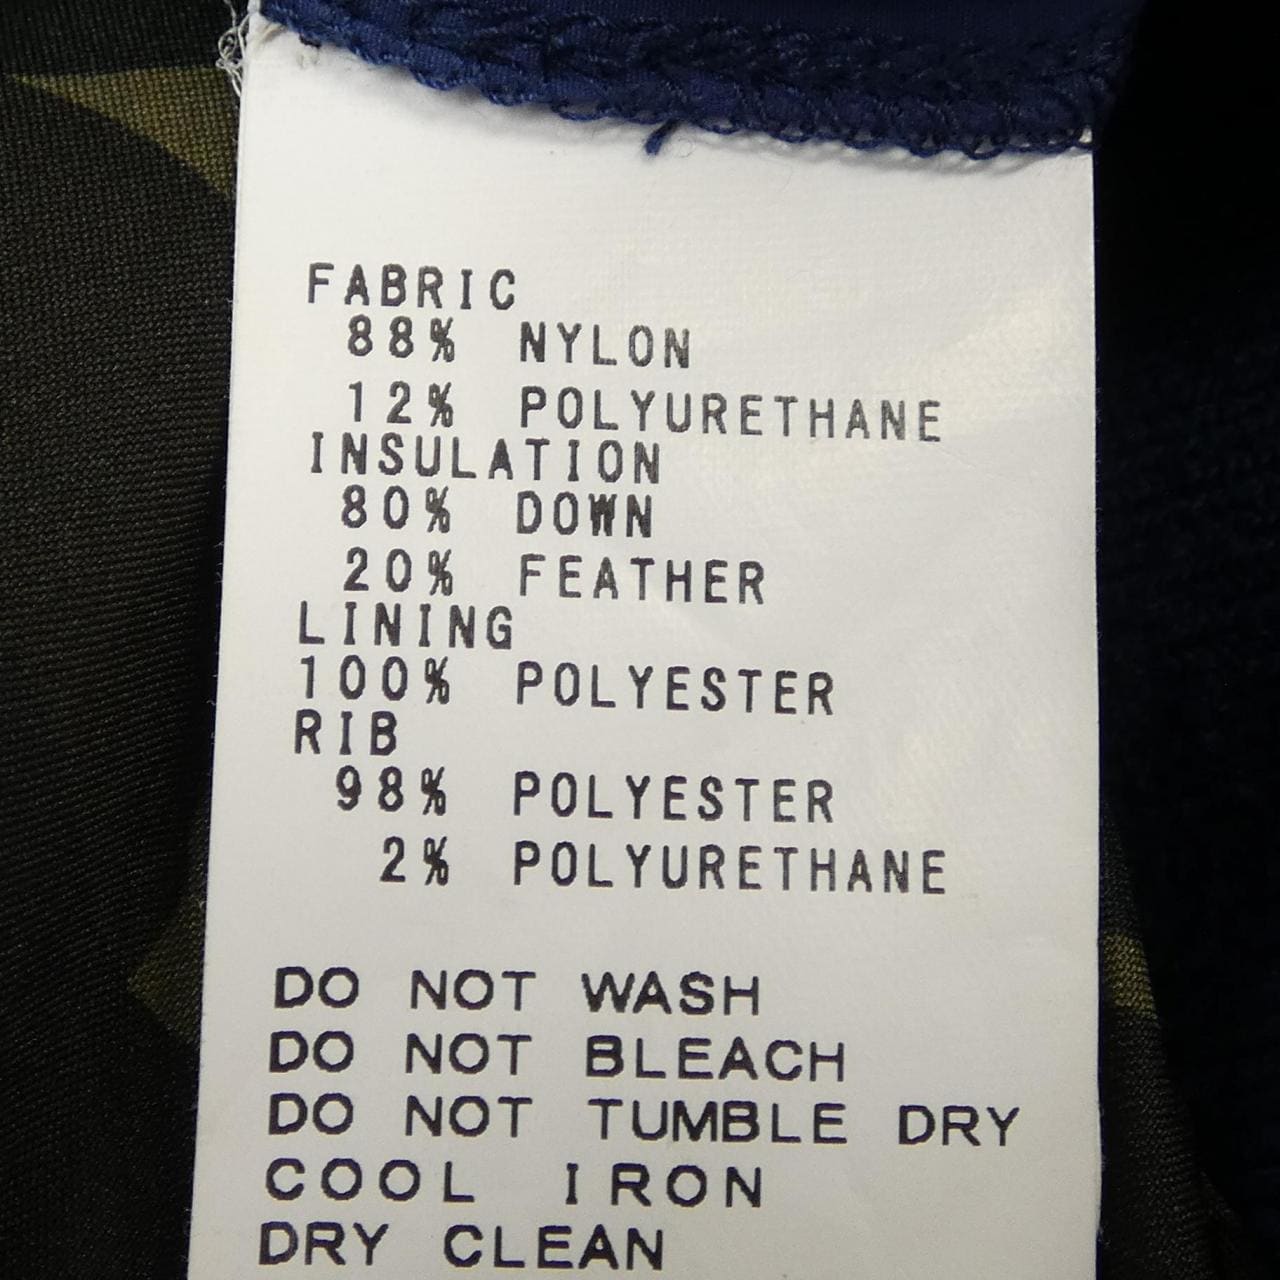 FABRIC
88% NYLON
12% POLYURETHANE
INSULATION
80% DOWN
20% FEATHER
LINING
100% POLYESTER
RIB
98% POLYESTER
2% POLYURETHANE
DO NOT WASH
DO NOT BLEACH
DO NOT TUMBLE DRY
COOL IRON
DRY CLEAN